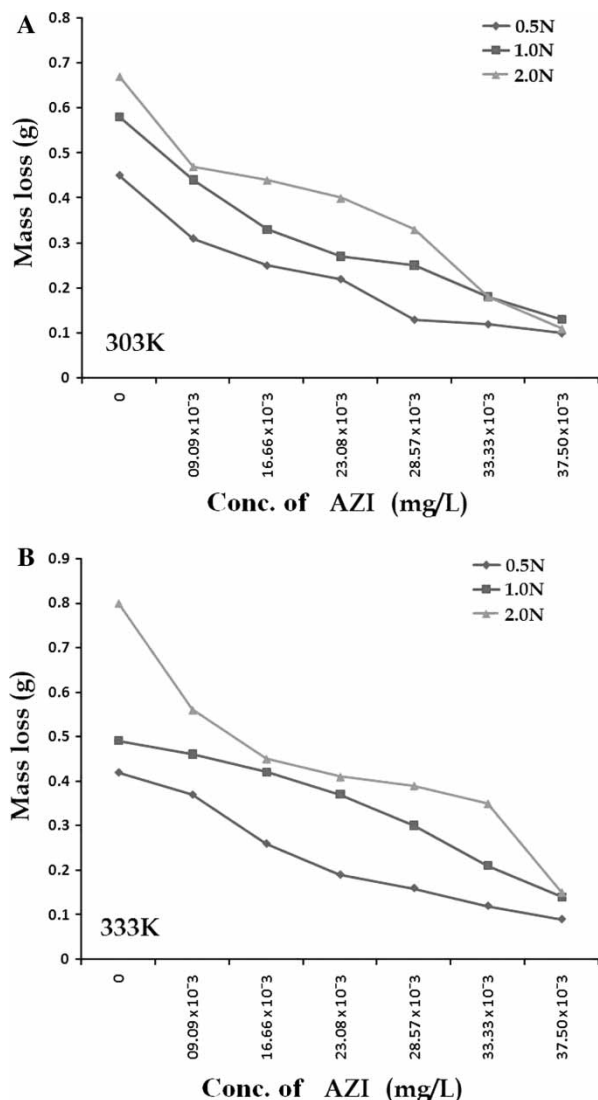 A
0.8
0.7
0.6
0.5
0.4
0.3
0.2
0.1
0
Mass loss (g)
0.5N
1.0N
2.0N
303K
0
09.09 x 10⁻³
16.66 x 10⁻³
23.08 x 10⁻³
28.57 x 10⁻³
33.33 x 10⁻³
37.50 x 10⁻³
Conc. of AZI (mg/L)
B
0.9
0.8
0.7
0.6
0.5
0.4
0.3
0.2
0.1
0
Mass loss (g)
0.5N
1.0N
2.0N
333K
0
09.09 x 10⁻³
16.66 x 10⁻³
23.08 x 10⁻³
28.57 x 10⁻³
33.33 x 10⁻³
37.50 x 10⁻³
Conc. of AZI (mg/L)